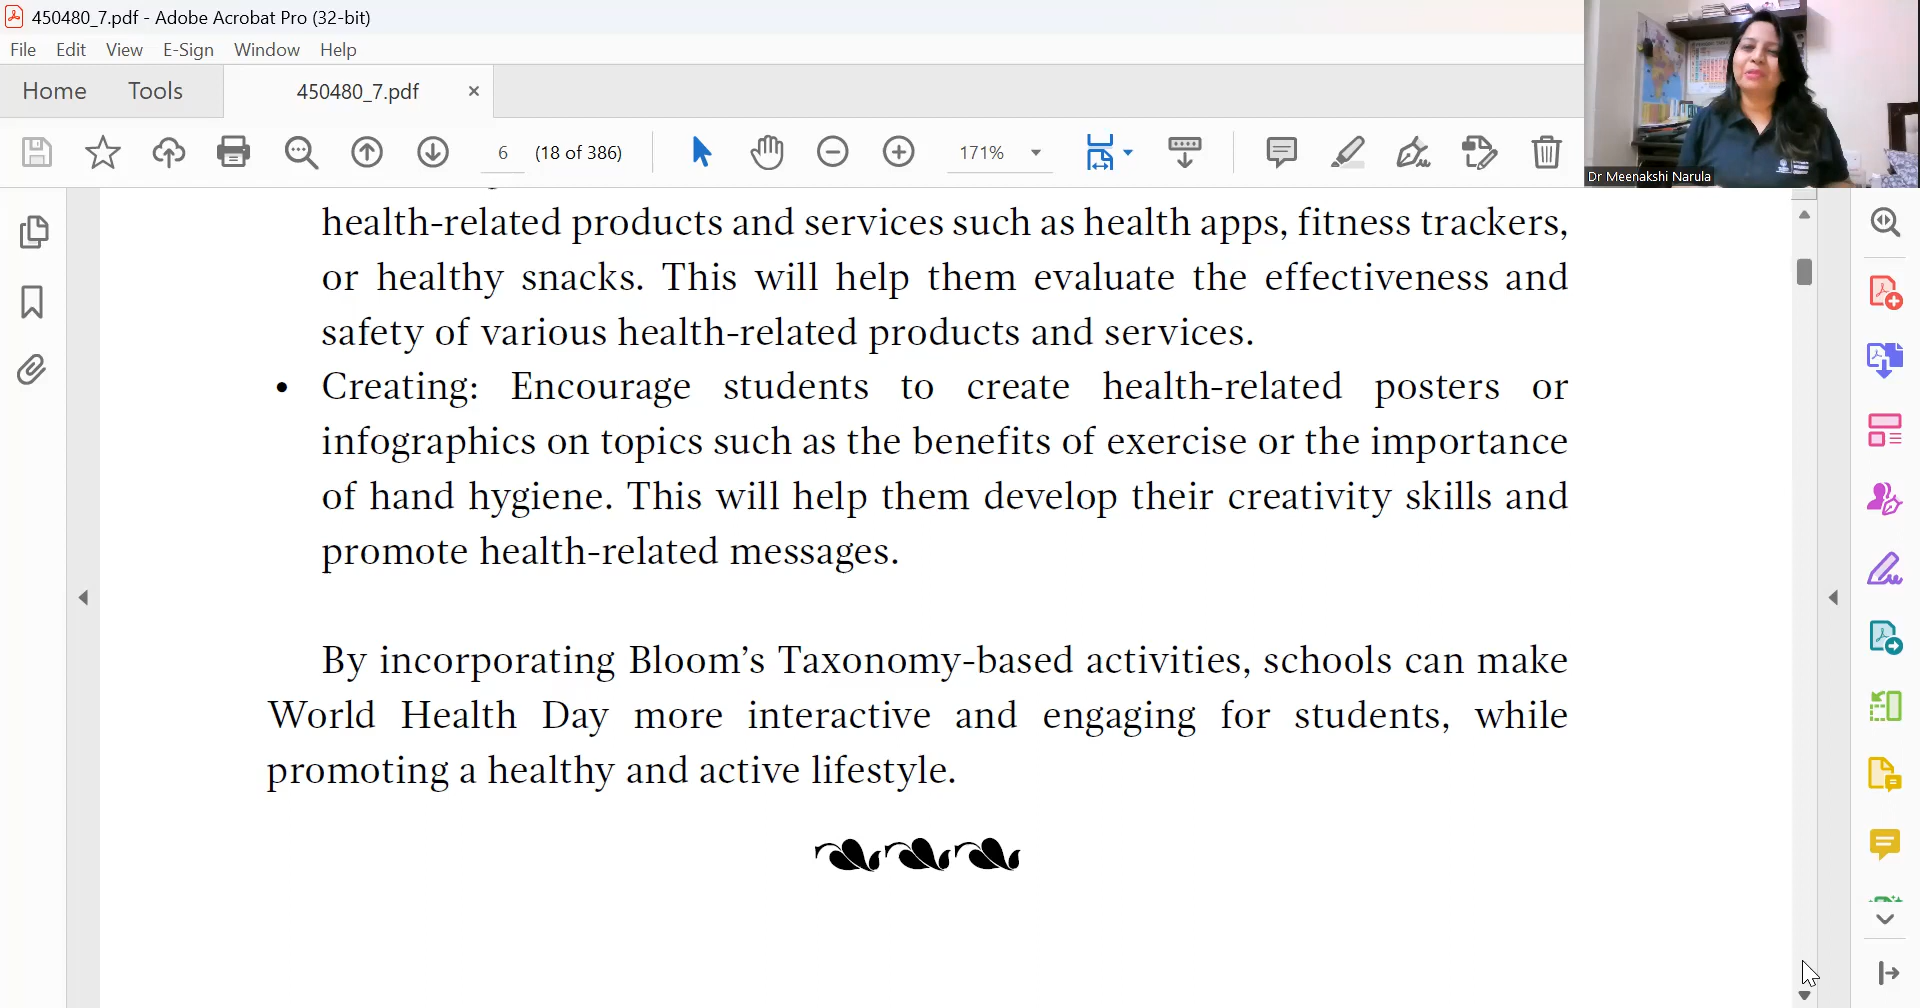 450480_7.pdf - Adobe Acrobat Pro (32-bit)
File Edit View E-Sign Window Help
Home Tools 450480_7.pdf ×
6 (18 of 386) 171%
Dr Meenakshi Narula
health-related products and services such as health apps, fitness trackers,
or healthy snacks. This will help them evaluate the effectiveness and
safety of various health-related products and services.
• Creating: Encourage students to create health-related posters or
infographics on topics such as the benefits of exercise or the importance
of hand hygiene. This will help them develop their creativity skills and
promote health-related messages.
By incorporating Bloom’s Taxonomy-based activities, schools can make
World Health Day more interactive and engaging for students, while
promoting a healthy and active lifestyle.